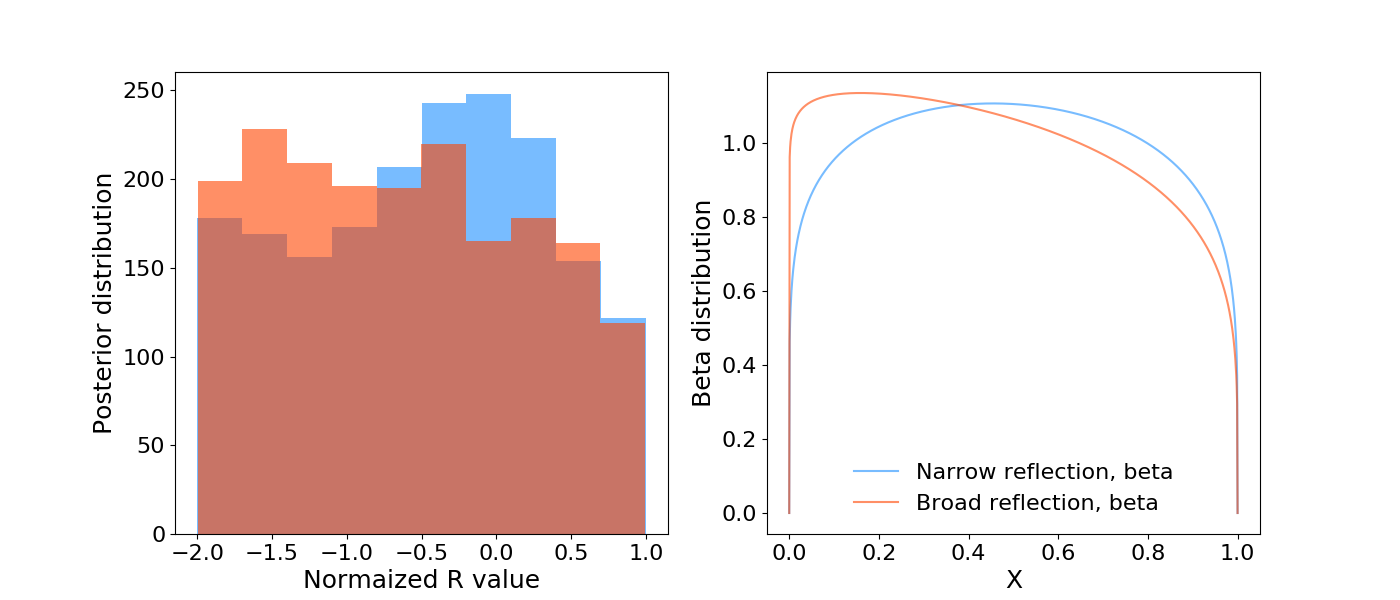 Posterior distribution
250
200
150
100
50
0
−2.0 −1.5 −1.0 −0.5 0.0 0.5 1.0
Normaized R value
Beta distribution
1.0
0.8
0.6
0.4
0.2
0.0
Narrow reflection, beta
Broad reflection, beta
0.0 0.2 0.4 0.6 0.8 1.0
X